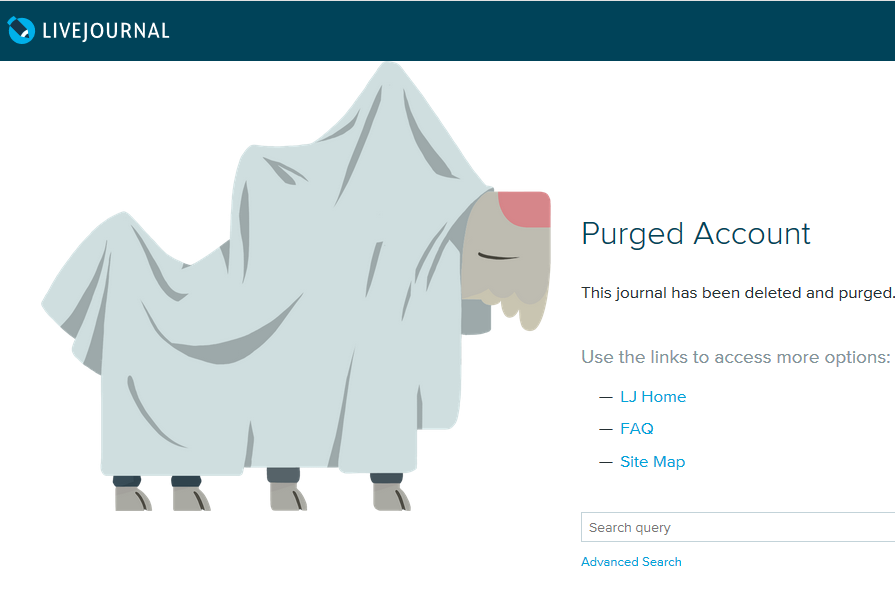 LIVEJOURNAL
Purged Account
This journal has been deleted and purged.
Use the links to access more options:
— LJ Home
— FAQ
— Site Map
Search query
Advanced Search